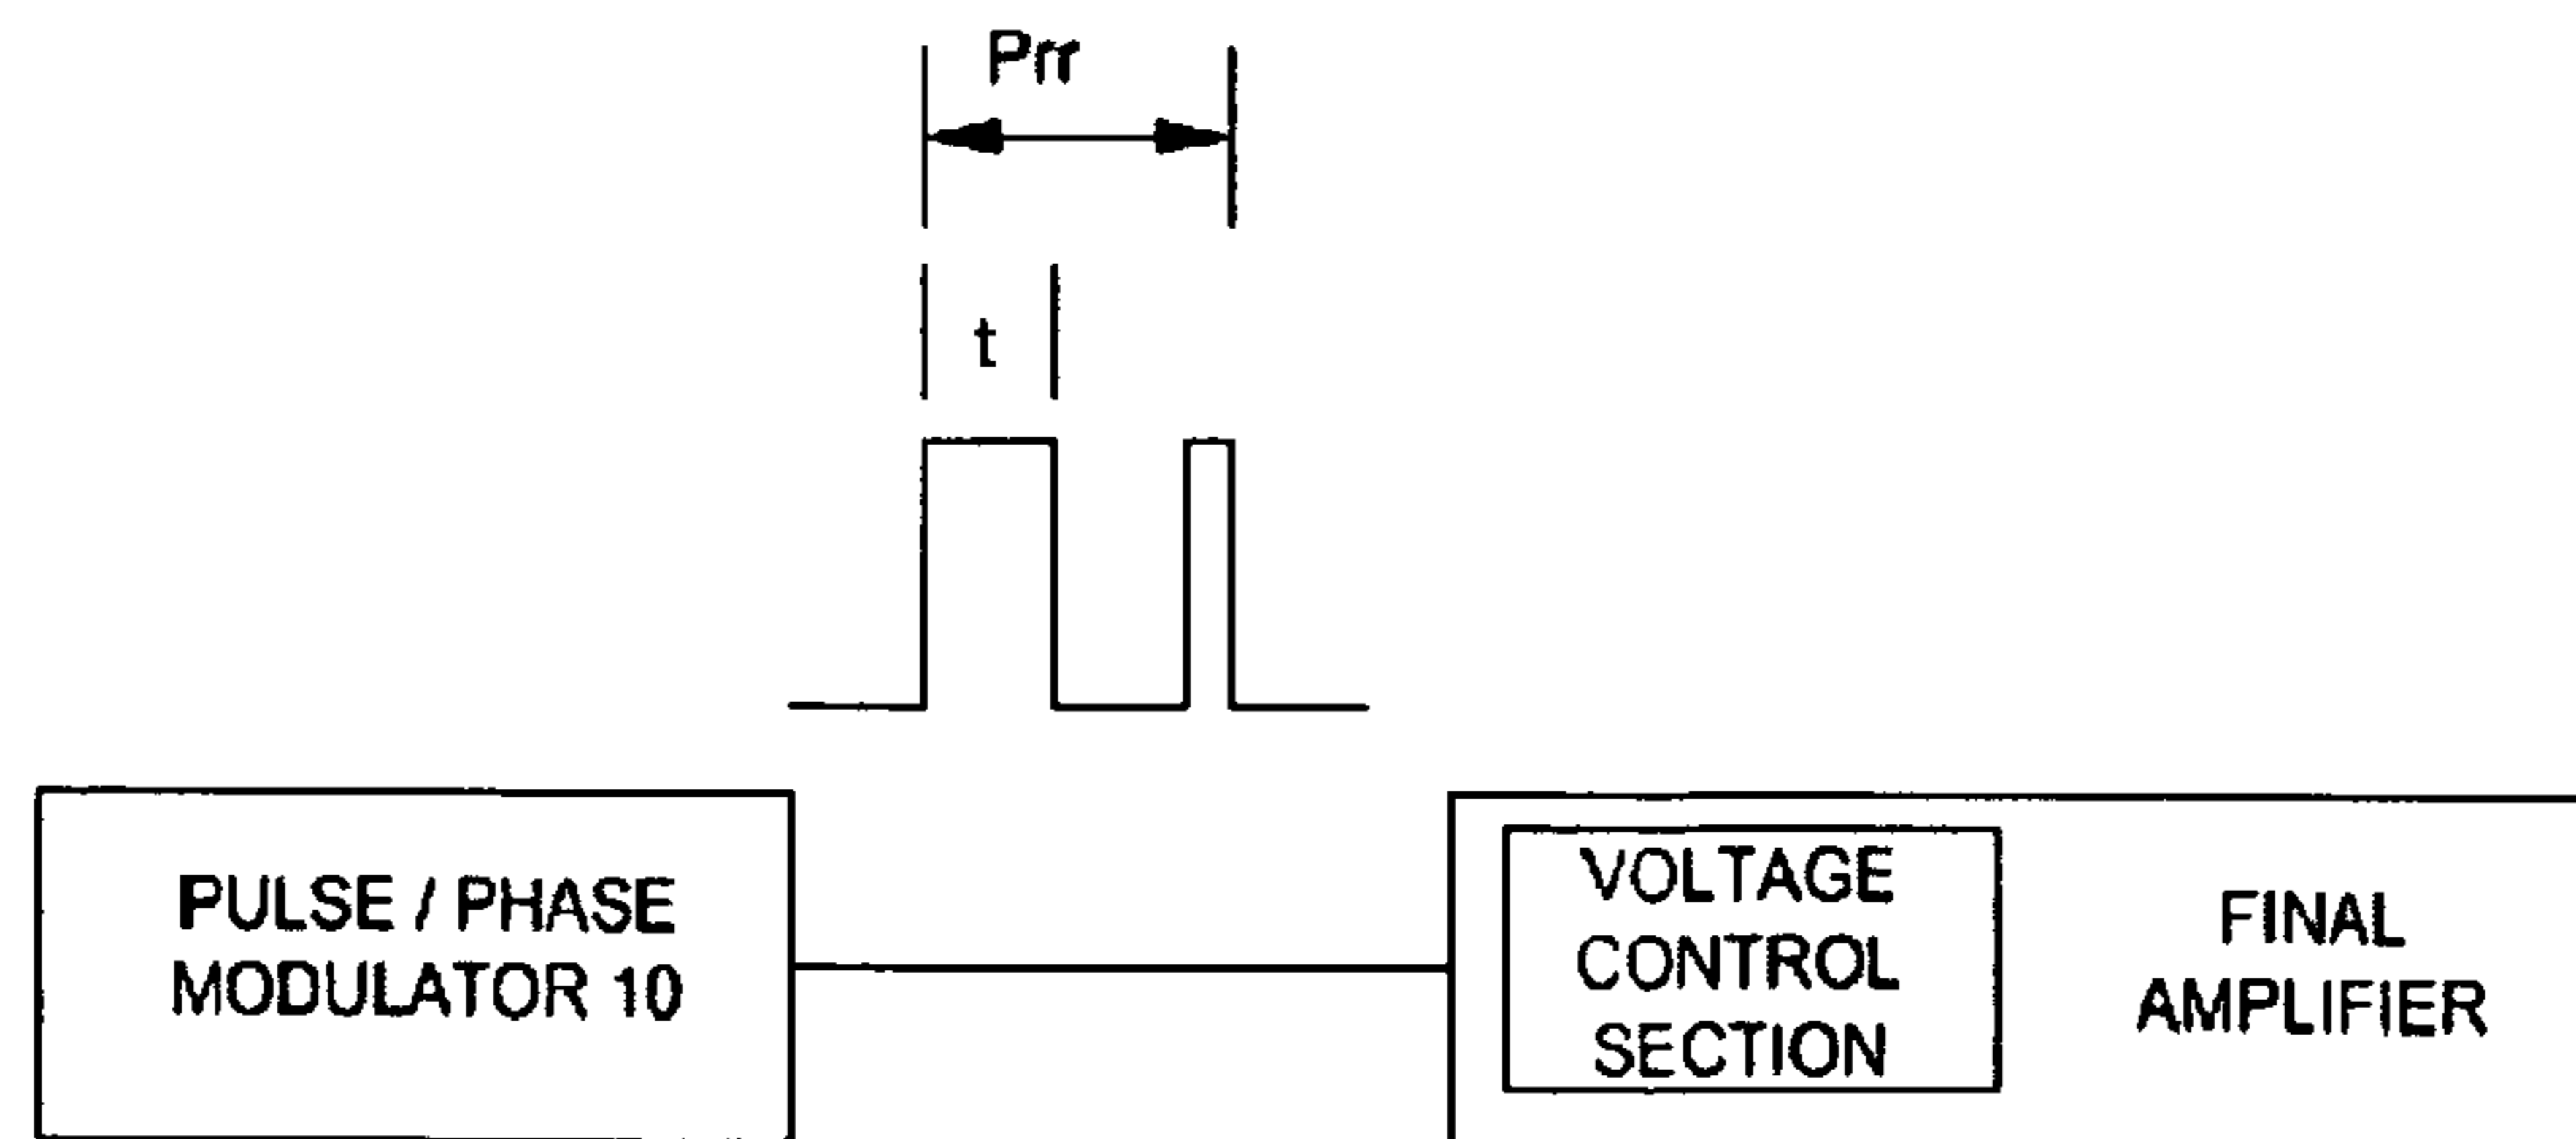 Prr
t
PULSE / PHASE
MODULATOR 10
VOLTAGE
CONTROL
SECTION
FINAL
AMPLIFIER